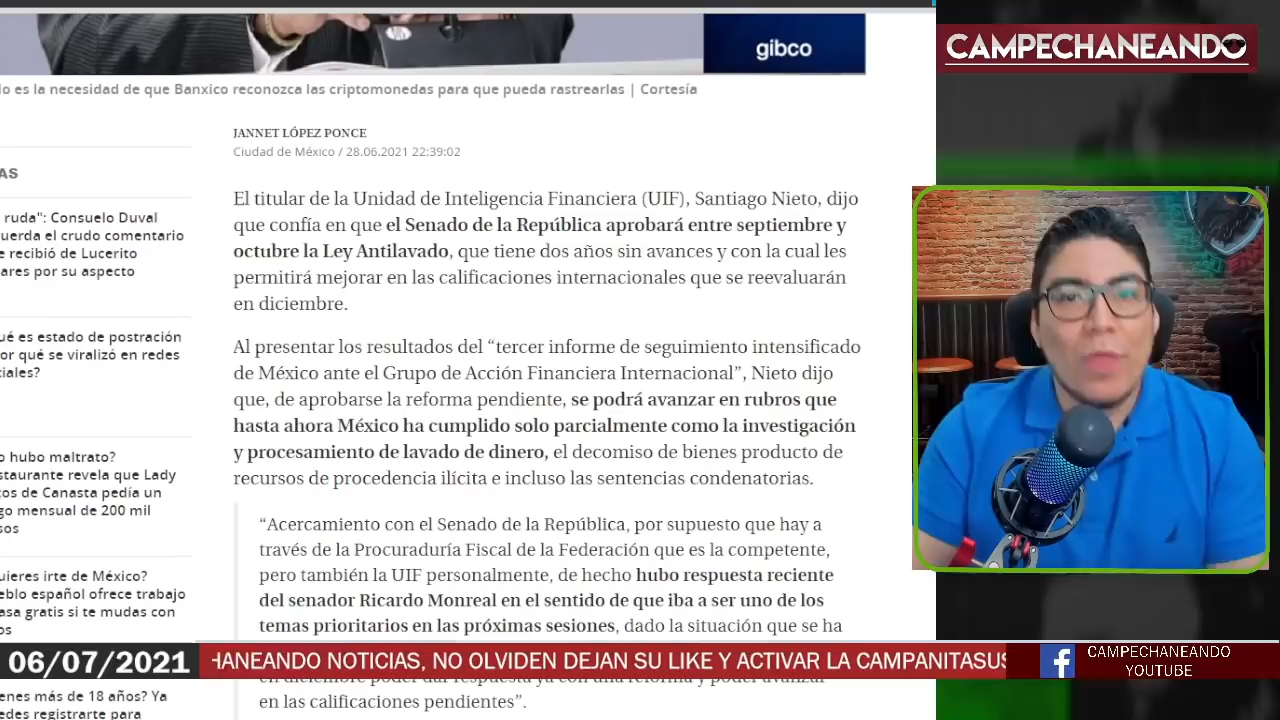 gibco
CAMPECHANEANDO
lo es la necesidad de que Banxico reconozca las criptomonedas para que pueda rastrearlas | Cortesía
JANNET LÓPEZ PONCE
Ciudad de México / 28.06.2021 22:39:02
El titular de la Unidad de Inteligencia Financiera (UIF), Santiago Nieto, dijo
que confía en que el Senado de la República aprobará entre septiembre y
octubre la Ley Antilavado, que tiene dos años sin avances y con la cual les
permitirá mejorar en las calificaciones internacionales que se reevaluarán
en diciembre.
Al presentar los resultados del “tercer informe de seguimiento intensificado
de México ante el Grupo de Acción Financiera Internacional”, Nieto dijo
que, de aprobarse la reforma pendiente, se podrá avanzar en rubros que
hasta ahora México ha cumplido solo parcialmente como la investigación
y procesamiento de lavado de dinero, el decomiso de bienes producto de
recursos de procedencia ilícita e incluso las sentencias condenatorias.
“Acercamiento con el Senado de la República, por supuesto que hay a
través de la Procuraduría Fiscal de la Federación que es la competente,
pero también la UIF personalmente, de hecho hubo respuesta reciente
del senador Ricardo Monreal en el sentido de que iba a ser uno de los
temas prioritarios en las próximas sesiones, dado la situación que se ha
en las calificaciones pendientes”.
AS
ruda": Consuelo Duval
uerda el crudo comentario
e recibió de Lucerito
ares por su aspecto
ué es estado de postración
or qué se viralizó en redes
ciales?
o hubo maltrato?
staurante revela que Lady
cos de Canasta pedía un
go mensual de 200 mil
sos
uieres irte de México?
eblo español ofrece trabajo
asa gratis si te mudas con
os
enes más de 18 años? Ya
edes registrarte para
06/07/2021
HANEANDO NOTICIAS, NO OLVIDEN DEJAN SU LIKE Y ACTIVAR LA CAMPANITASUS
f
CAMPECHANEANDO
YOUTUBE